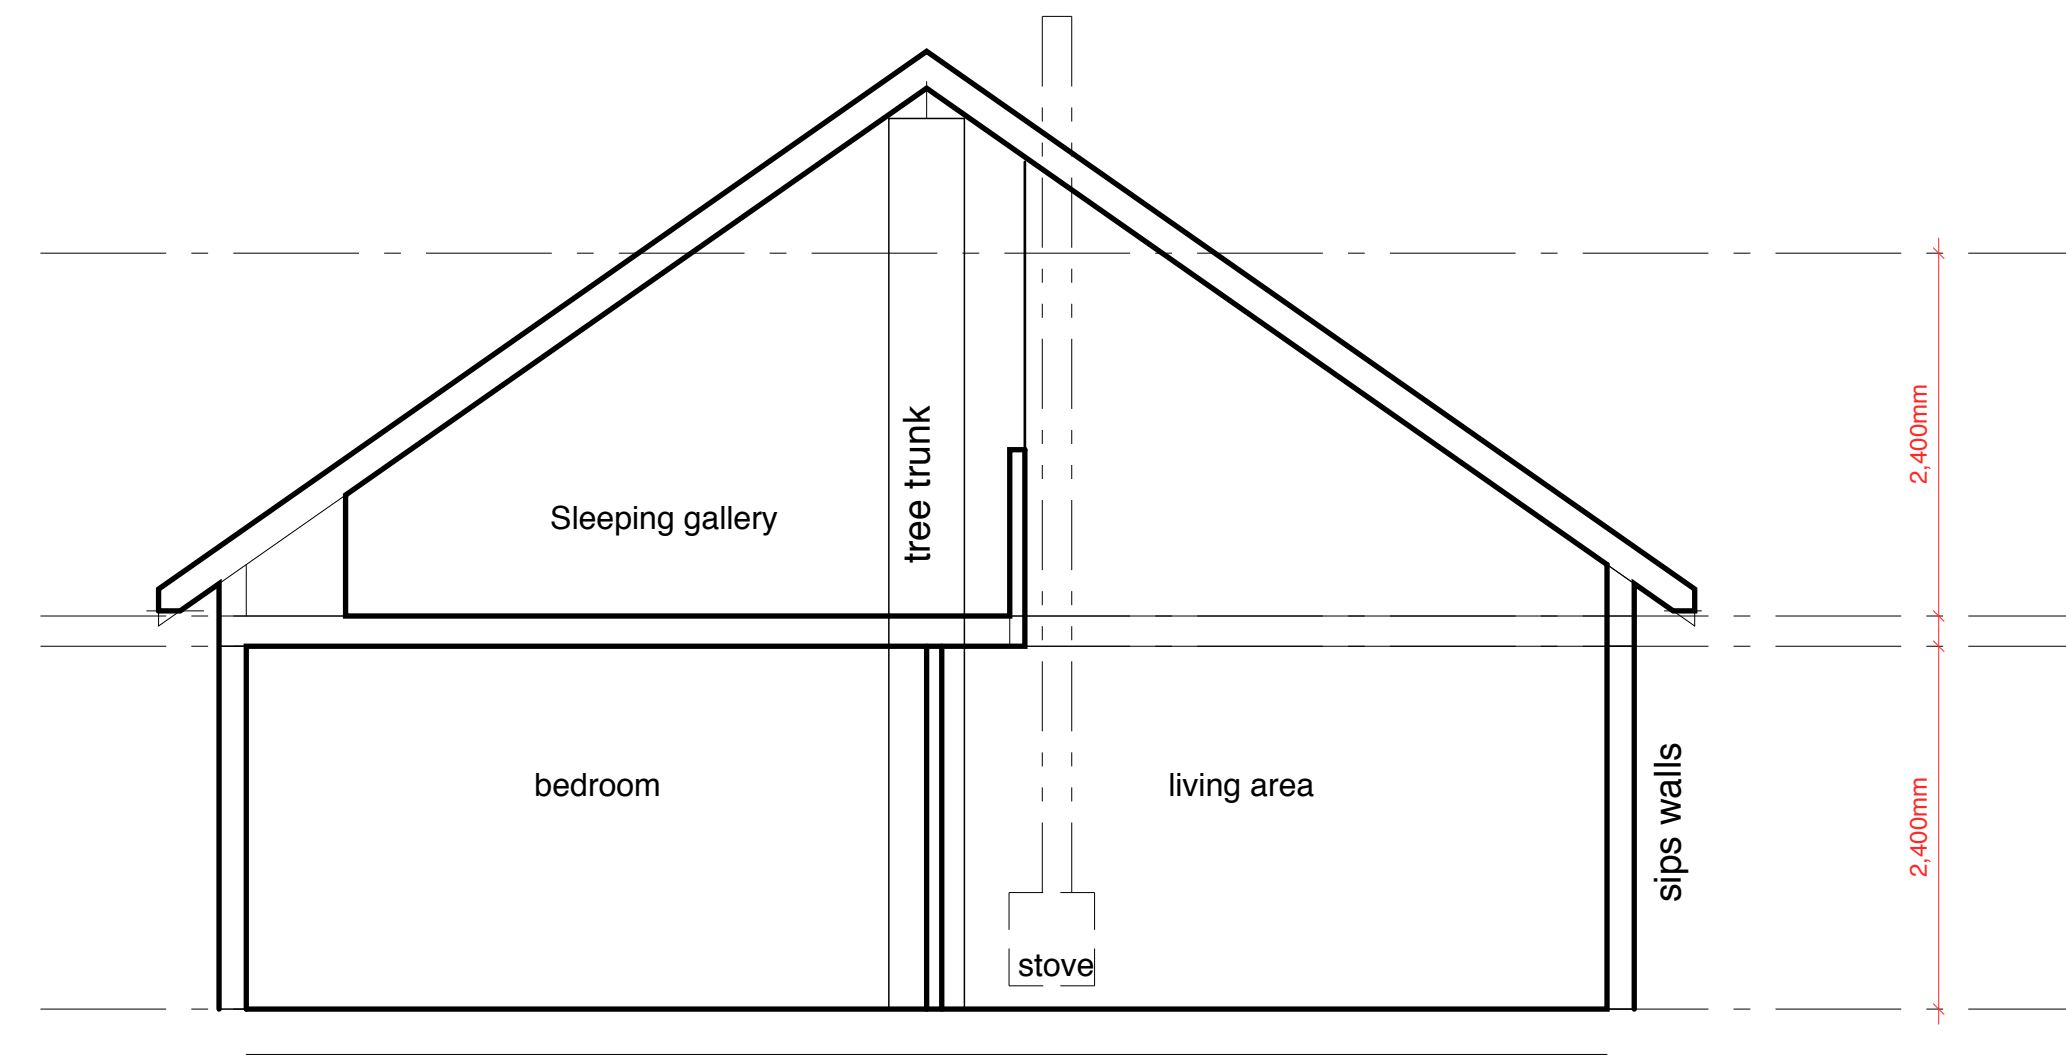 2,400mm
tree trunk
Sleeping gallery
bedroom
living area
sips walls
2,400mm
stove